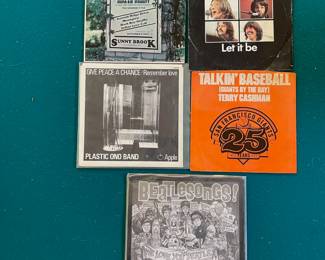 SUNNY BROOK
Let it be
GIVE PEACE A CHANCE / Remember love
PLASTIC ONO BAND
Apple
TALKIN' BASEBALL
(GIANTS BY THE BAY)
TERRY CASHMAN
SAN FRANCISCO GIANTS
25
YEARS
BEATLESONGS!